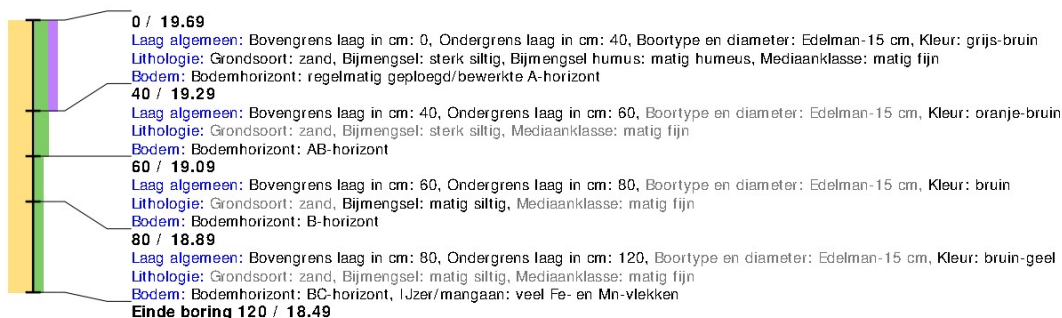 0 / 19.69
Laag algemeen: Bovengrens laag in cm: 0, Ondergrens laag in cm: 40, Boortype en diameter: Edelman-15 cm, Kleur: grijs-bruin
Lithologie: Grondsoort: zand, Bijmengsel: sterk siltig, Bijmengsel humus: matig humeus, Mediaanklasse: matig fijn
Bodem: Bodemhorizont: regelmatig geploegd/bewerkte A-horizont
40 / 19.29
Laag algemeen: Bovengrens laag in cm: 40, Ondergrens laag in cm: 60, Boortype en diameter: Edelman-15 cm, Kleur: oranje-bruin
Lithologie: Grondsoort: zand, Bijmengsel: sterk siltig, Mediaanklasse: matig fijn
Bodem: Bodemhorizont: AB-horizont
60 / 19.09
Laag algemeen: Bovengrens laag in cm: 60, Ondergrens laag in cm: 80, Boortype en diameter: Edelman-15 cm, Kleur: bruin
Lithologie: Grondsoort: zand, Bijmengsel: matig siltig, Mediaanklasse: matig fijn
Bodem: Bodemhorizont: B-horizont
80 / 18.89
Laag algemeen: Bovengrens laag in cm: 80, Ondergrens laag in cm: 120, Boortype en diameter: Edelman-15 cm, Kleur: bruin-geel
Lithologie: Grondsoort: zand, Bijmengsel: matig siltig, Mediaanklasse: matig fijn
Bodem: Bodemhorizont: BC-horizont, IJzer/mangaan: veel Fe- en Mn-vlekken
Einde boring 120 / 18.49